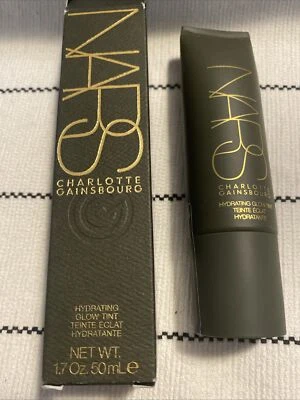 NARS
CHARLOTTE
GAINSBOURG
HYDRATING
GLOW TINT
TEINTE ÉCLAT
HYDRATANTE
NET WT.
1.7 Oz. 50mL℮
NARS
CHARLOTTE
GAINSBOURG
HYDRATING GLOW TINT
TEINTE ÉCLAT
HYDRATANTE